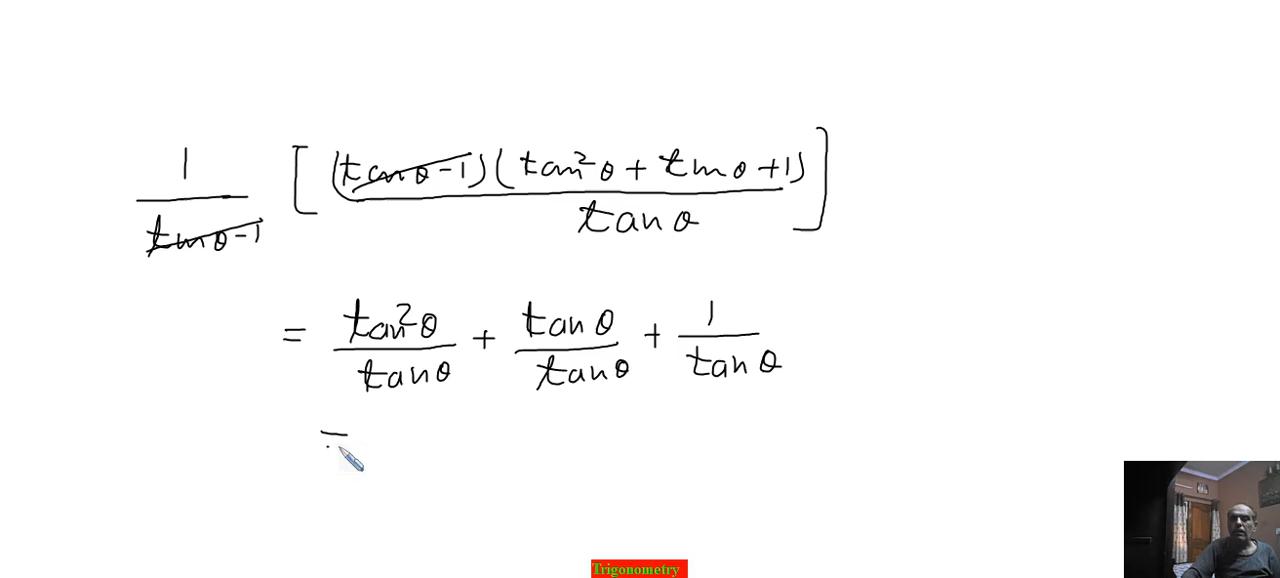 1/(tanθ-1) [(tanθ-1)(tan²θ+tanθ+1)/tanθ]
= tan²θ/tanθ + tanθ/tanθ + 1/tanθ
=
Trigonometry